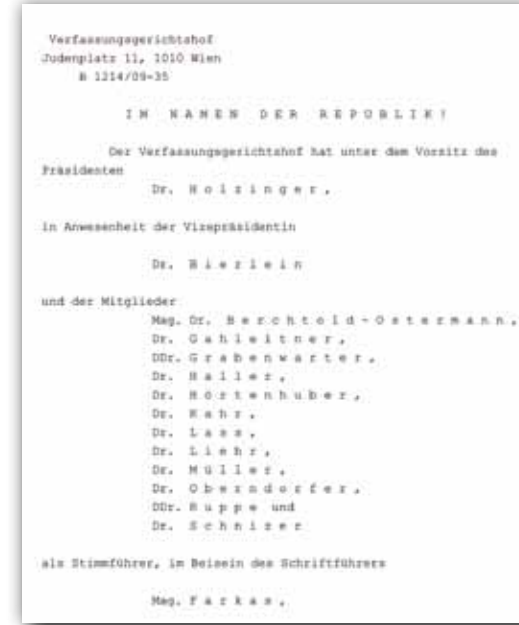 Verfassungsgerichtshof
Judenplatz 11, 1010 Wien
B 1214/09-35
I M N A M E N D E R R E P U B L I K !
Der Verfassungsgerichtshof hat unter dem Vorsitz des
Präsidenten
Dr. H o l z i n g e r ,
in Anwesenheit der Vizepräsidentin
Dr. B i e r l e i n
und der Mitglieder
Mag. Dr. B e r c h t o l d - O s t e r m a n n ,
Dr. G a h l e i t n e r ,
DDr. G r a b e n w a r t e r ,
Dr. H a l l e r ,
Dr. H ö r t e n h u b e r ,
Dr. K a h r ,
Dr. L a s s ,
Dr. L i e h r ,
Dr. M ü l l e r ,
Dr. O b e r n d o r f e r ,
DDr. R u p p e und
Dr. S c h n i z e r
als Stimmführer, im Beisein des Schriftführers
Mag. F a r k a s ,